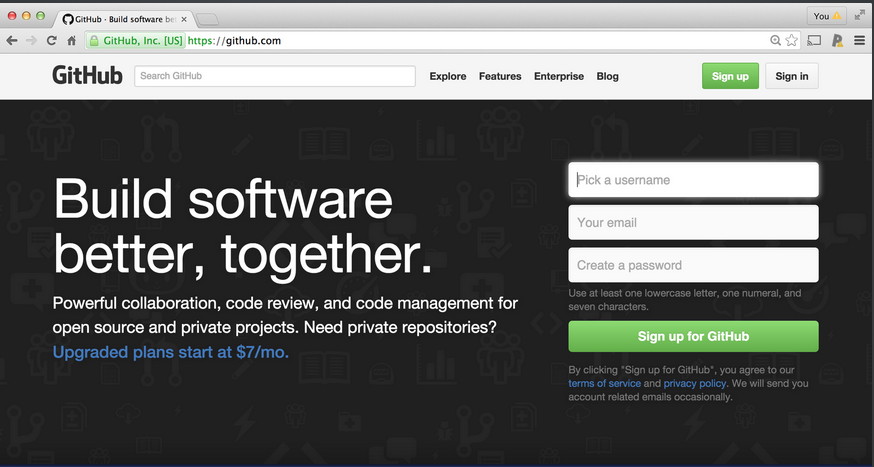 GitHub · Build software bet
You
GitHub, Inc. [US] https://github.com
GitHub
Search GitHub
Explore
Features
Enterprise
Blog
Sign up
Sign in
Build software
better, together.
Powerful collaboration, code review, and code management for
open source and private projects. Need private repositories?
Upgraded plans start at $7/mo.
Pick a username
Your email
Create a password
Use at least one lowercase letter, one numeral, and
seven characters.
Sign up for GitHub
By clicking "Sign up for GitHub", you agree to our
terms of service and privacy policy. We will send you
account related emails occasionally.